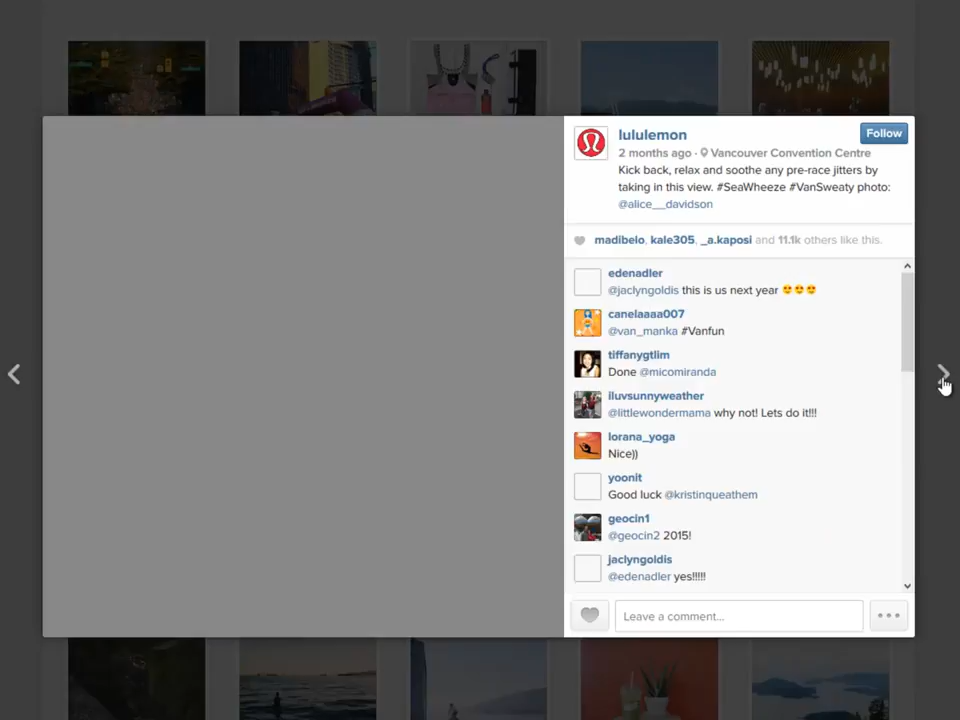 lululemon
Follow
2 months ago · Vancouver Convention Centre
Kick back, relax and soothe any pre-race jitters by
taking in this view. #SeaWheeze #VanSweaty photo:
@alice__davidson
madibelo, kale305, _a.kaposi and 11.1k others like this.
edenadler
@jaclyngoldis this is us next year 😍😍😍
canelaaaa007
@van_manka #Vanfun
tiffanygtlim
Done @micomiranda
iluvsunnyweather
@littlewondermama why not! Lets do it!!!
lorana_yoga
Nice))
yoonit
Good luck @kristinqueathem
geocin1
@geocin2 2015!
jaclyngoldis
@edenadler yes!!!!!
Leave a comment...